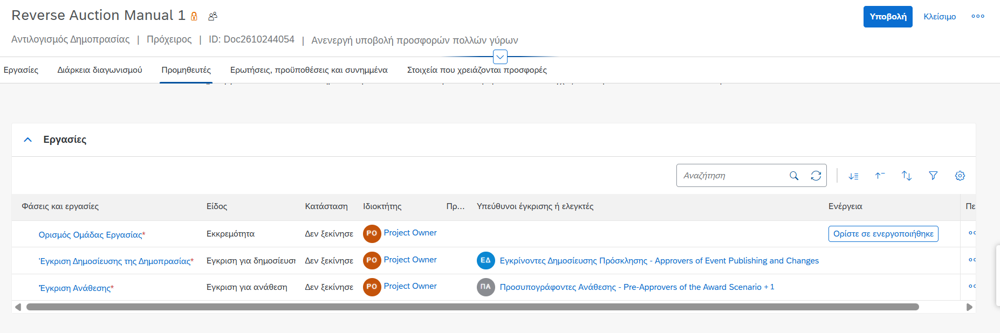 Reverse Auction Manual 1
Υποβολή
Κλείσιμο
Αντιλογισμός Δημοπρασίας | Πρόχειρος | ID: Doc2610244054 | Ανενεργή υποβολή προσφορών πολλών γύρων
Εργασίες
Διάρκεια διαγωνισμού
Προμηθευτές
Ερωτήσεις, προϋποθέσεις και συνημμένα
Στοιχεία που χρειάζονται προσφορές
Εργασίες
Αναζήτηση
Φάσεις και εργασίες Είδος Κατάσταση Ιδιοκτήτης Πρ... Υπεύθυνοι έγκρισης ή ελεγκτές Ενέργεια Πε
Ορισμός Ομάδας Εργασίας* Εκκρεμότητα Δεν ξεκίνησε PO Project Owner Ορίστε σε ενεργοποιήθηκε
Έγκριση Δημοσίευσης της Δημοπρασίας* Εγκριση για δημοσίευση Δεν ξεκίνησε PO Project Owner ΕΔ Εγκρίνοντες Δημοσίευσης Πρόσκλησης - Approvers of Event Publishing and Changes
Έγκριση Ανάθεσης* Εγκριση για ανάθεση Δεν ξεκίνησε PO Project Owner ΠΑ Προσυπογράφοντες Ανάθεσης - Pre-Approvers of the Award Scenario + 1